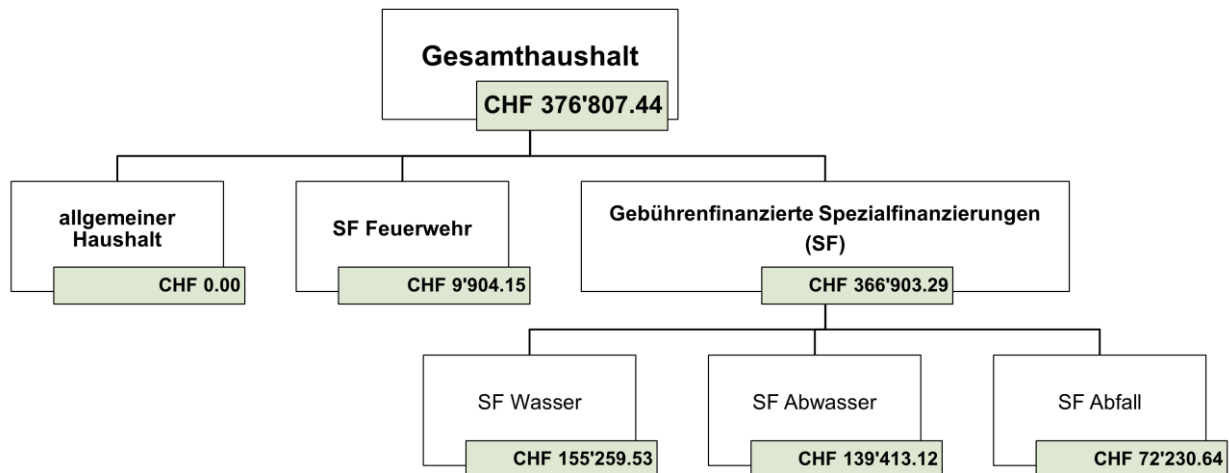 Gesamthaushalt
CHF 376'807.44
allgemeiner
Haushalt
CHF 0.00
SF Feuerwehr
CHF 9'904.15
Gebührenfinanzierte Spezialfinanzierungen
(SF)
CHF 366'903.29
SF Wasser
CHF 155'259.53
SF Abwasser
CHF 139'413.12
SF Abfall
CHF 72'230.64